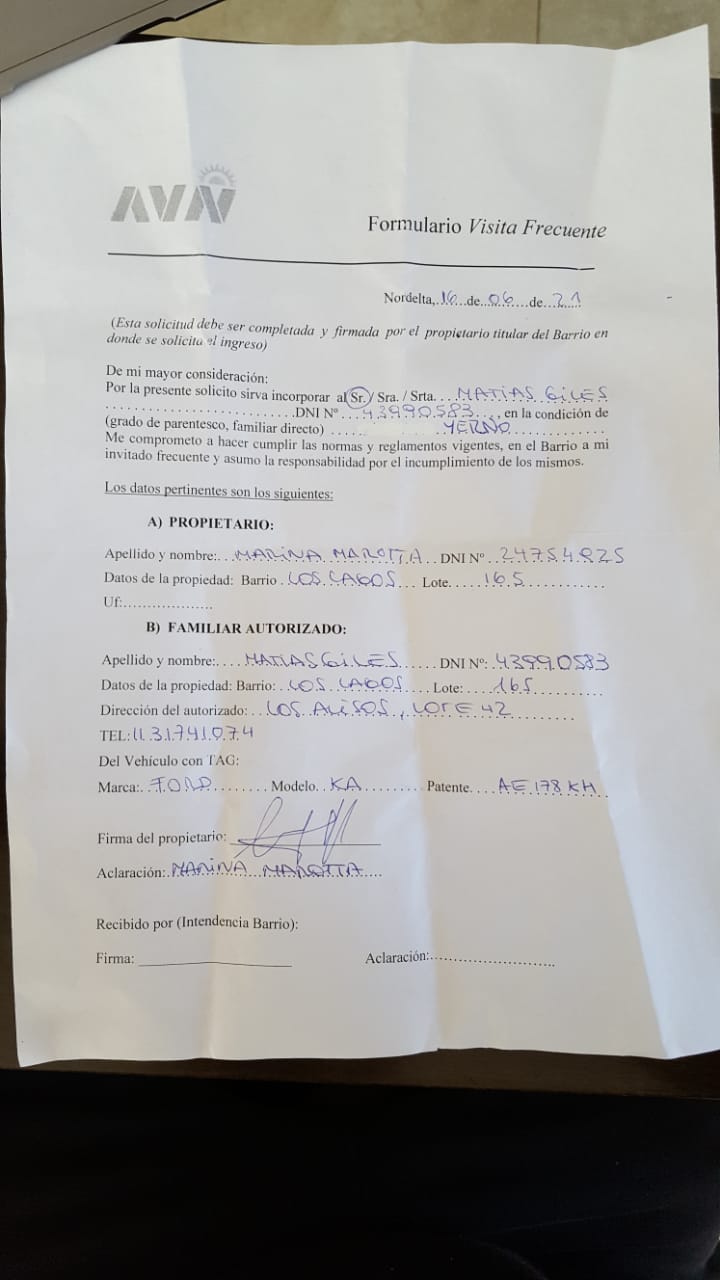 AVN
Formulario Visita Frecuente
Nordelta, 16 de 06 de 21
(Esta solicitud debe ser completada y firmada por el propietario titular del Barrio en
donde se solicita el ingreso)
De mi mayor consideración:
Por la presente solicito sirva incorporar al Sr. / Sra. / Srta. MATIAS GILES
DNI Nº 43990583, en la condición de
(grado de parentesco, familiar directo) YERNO
Me comprometo a hacer cumplir las normas y reglamentos vigentes, en el Barrio a mi
invitado frecuente y asumo la responsabilidad por el incumplimiento de los mismos.
Los datos pertinentes son los siguientes:
A) PROPIETARIO:
Apellido y nombre: MARINA MAROTTA DNI Nº
Datos de la propiedad: Barrio LOS LAGOS Lote 165
Uf:
B) FAMILIAR AUTORIZADO:
Apellido y nombre: MATIAS GILES DNI Nº: 43990583
Datos de la propiedad: Barrio: LOS LAGOS Lote: 165
Dirección del autorizado: LOS ALISOS, LOTE 42
TEL: 1131741074
Del Vehículo con TAG:
Marca: FORD Modelo KA Patente AE 178 KH
Firma del propietario:
Aclaración: MARINA MAROTTA
Recibido por (Intendencia Barrio):
Firma: Aclaración: